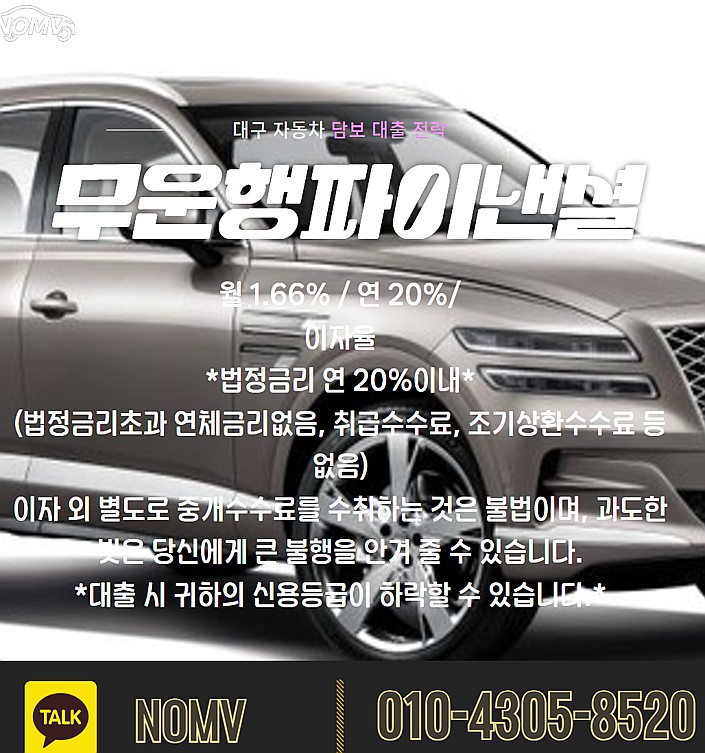 NOMV
대구 자동차 담보 대출 전략
무운행파이낸셜
월 1.66% / 연 20%/
이자율
*법정금리 연 20%이내*
(법정금리초과 연체금리없음, 취급수수료, 조기상환수수료 등
없음)
이자 외 별도로 중개수수료를 수취하는 것은 불법이며, 과도한
빚은 당신에게 큰 불행을 안겨 줄 수 있습니다.
*대출 시 귀하의 신용등급이 하락할 수 있습니다.*
TALK NOMV 010-4305-8520